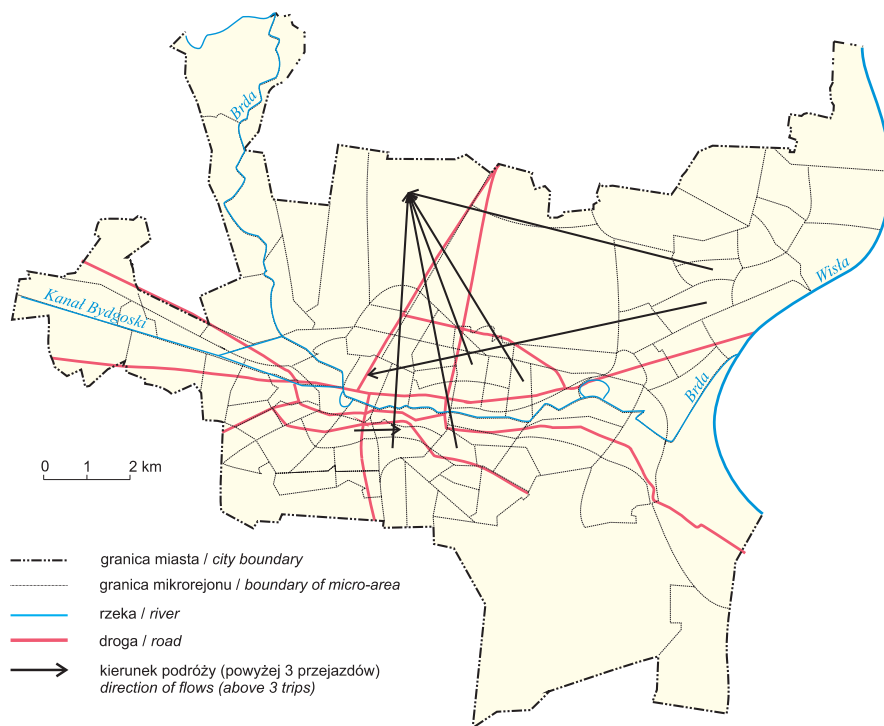 Brda
Wisła
Kanał Bydgoski
Brda
0 1 2 km
granica miasta / city boundary
granica mikrorejonu / boundary of micro-area
rzeka / river
droga / road
kierunek podróży (powyżej 3 przejazdów)
direction of flows (above 3 trips)